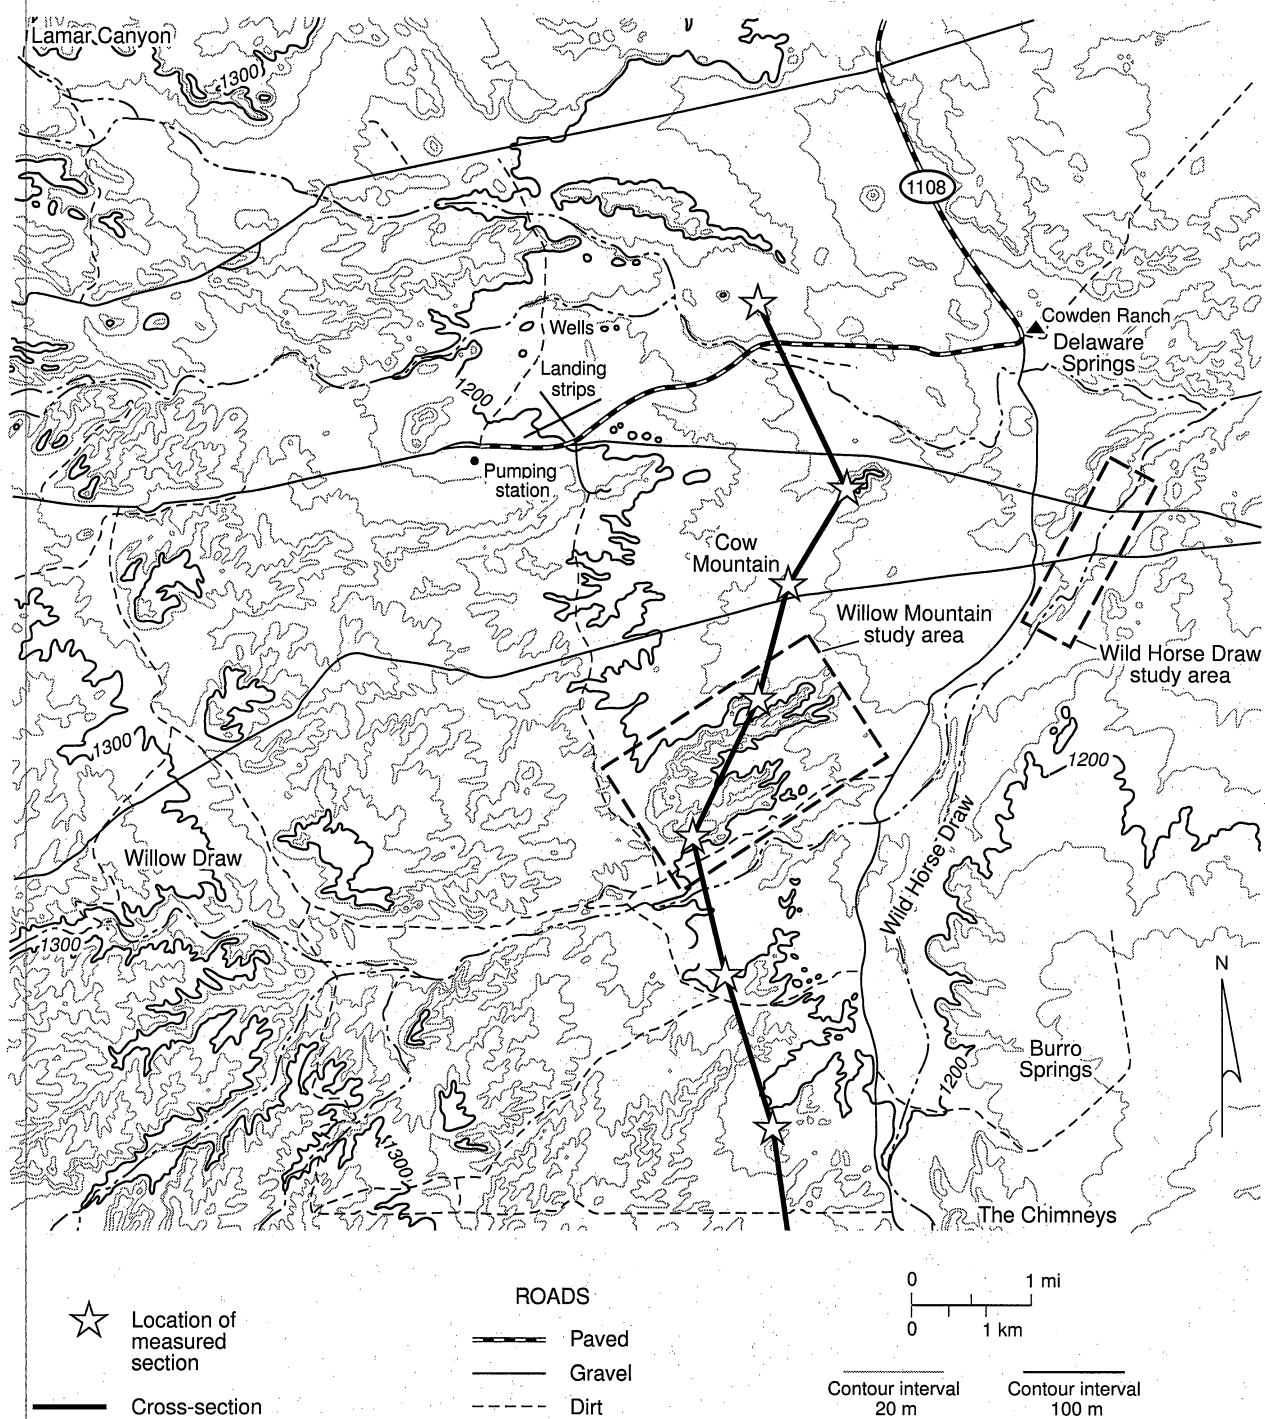 Lamar Canyon
1300
1108
Cowden Ranch
Delaware
Springs
Wells
Landing
strips
1200
Pumping
station
Cow
Mountain
Willow Mountain
study area
Wild Horse Draw
study area
1300
1200
Willow Draw
Wild Horse Draw
1300
N
Burro
Springs
1200
1300
The Chimneys
0 1 mi
0 1 km
Location of
measured
section
Cross-section
ROADS
Paved
Gravel
Dirt
Contour interval
20 m
Contour interval
100 m